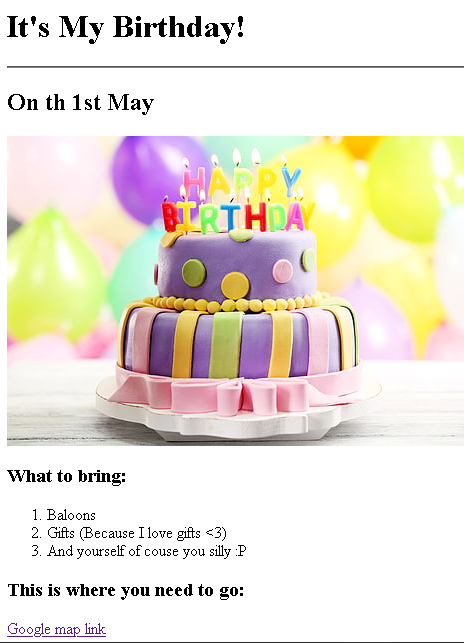 It's My Birthday!
On th 1st May
HAPPY
BIRTHDAY
What to bring:
1. Baloons
2. Gifts (Because I love gifts <3)
3. And yourself of couse you silly :P
This is where you need to go:
Google map link